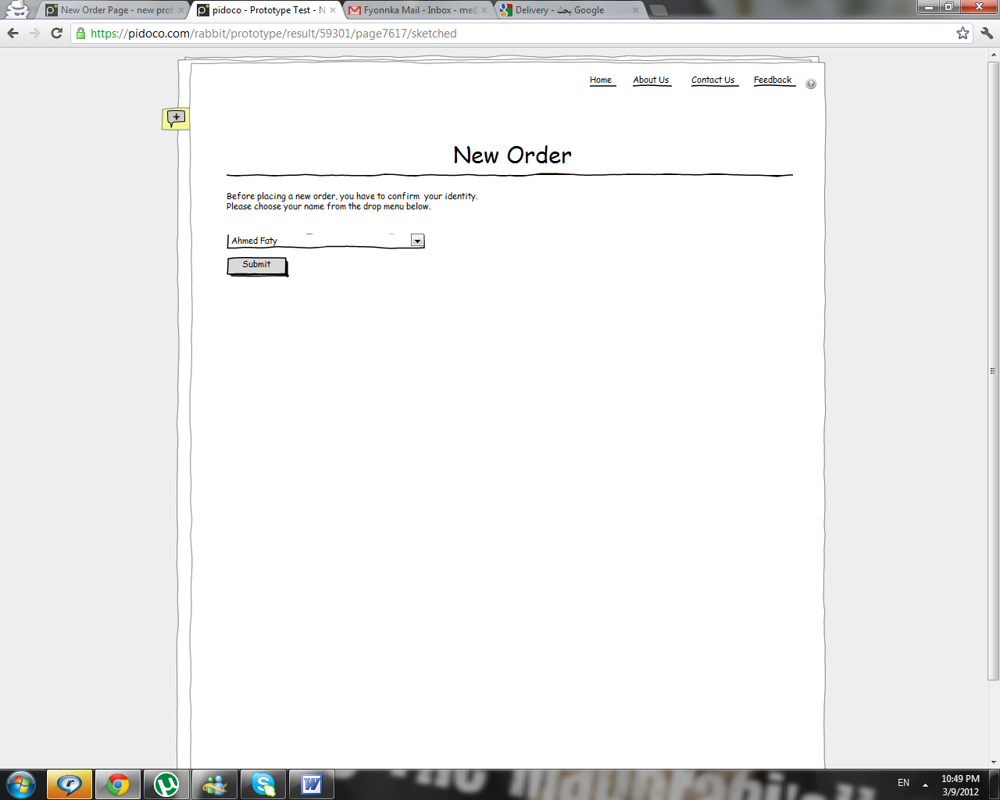 New Order Page - new prot
pidoco - Prototype Test - N
Fyonnka Mail - Inbox - me@
Delivery - بحث Google
https://pidoco.com/rabbit/prototype/result/59301/page7617/sketched
Home
About Us
Contact Us
Feedback
New Order
Before placing a new order, you have to confirm your identity.
Please choose your name from the drop menu below.
Ahmed Faty
Submit
EN
10:49 PM
3/9/2012